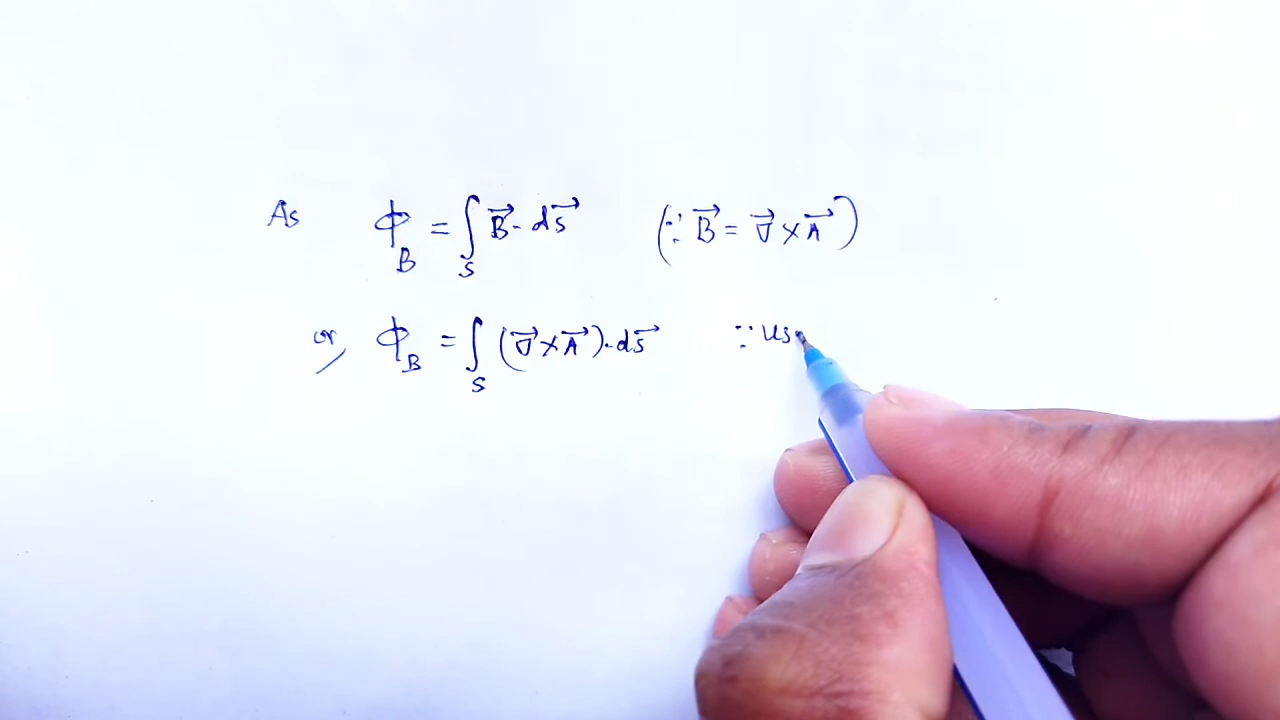 As Φ_B = ∫_S B⃗ · dS⃗ (∵ B⃗ = ∇⃗ × A⃗)
or, Φ_B = ∫_S (∇⃗ × A⃗) · dS⃗ ∵ us